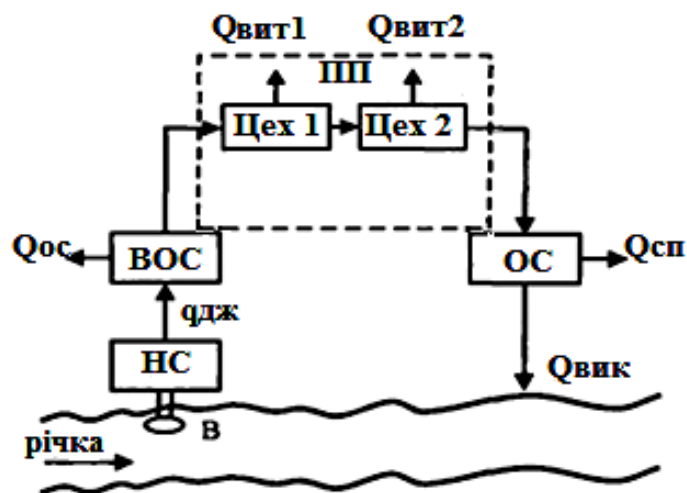 Qвит1 Qвит2
ПП
Цех 1 Цех 2
Qос ВОС ОС Qсп
qдж
НС
Qвик
В
річка